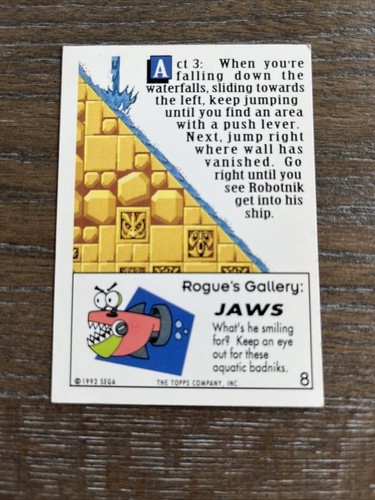 Act 3: When you're
falling down the
waterfalls, sliding towards
the left, keep jumping
until you find an area
with a push lever.
Next, jump right
where wall has
vanished. Go
right until you
see Robotnik
get into his
ship.
Rogue's Gallery:
JAWS
What's he smiling
for? Keep an eye
out for these
aquatic badniks.
©1993 SEGA THE TOPPS COMPANY, INC. 8